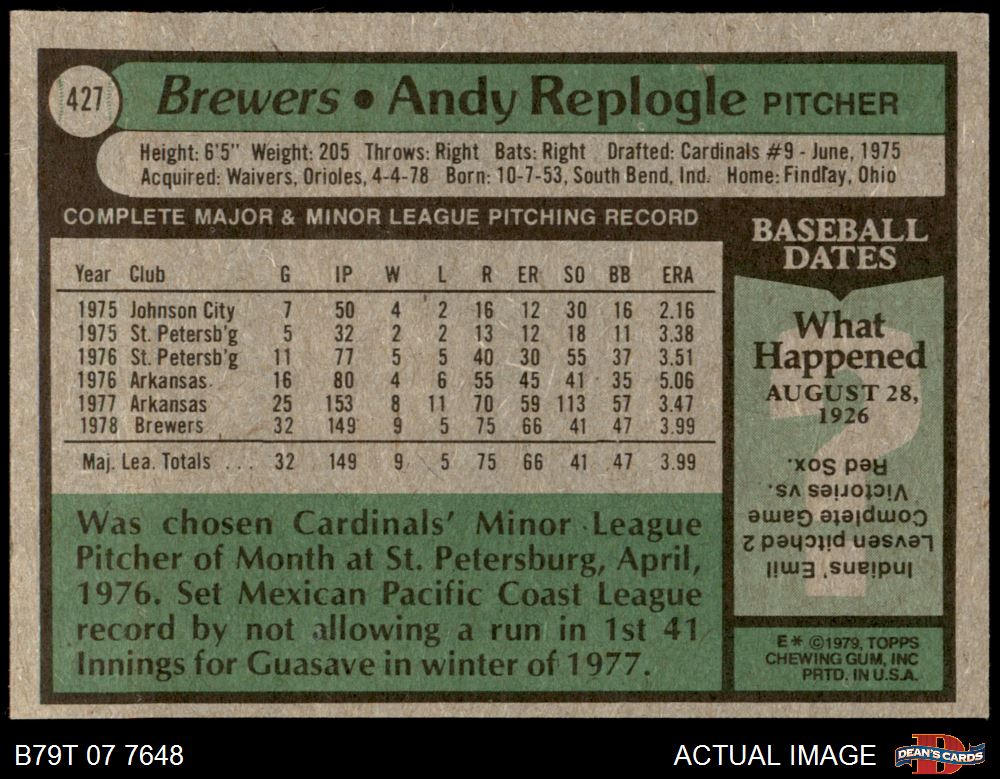 427
Brewers • Andy Replogle PITCHER
Height: 6'5" Weight: 205 Throws: Right Bats: Right Drafted: Cardinals #9 - June, 1975
Acquired: Waivers, Orioles, 4-4-78 Born: 10-7-53, South Bend, Ind. Home: Findlay, Ohio
COMPLETE MAJOR & MINOR LEAGUE PITCHING RECORD
Year Club G IP W L R ER SO BB ERA
1975 Johnson City 7 50 4 2 16 12 30 16 2.16
1975 St. Petersb'g 5 32 2 2 13 12 18 11 3.38
1976 St. Petersb'g 11 77 5 5 40 30 55 37 3.51
1976 Arkansas 16 80 4 6 55 45 41 35 5.06
1977 Arkansas 25 153 8 11 70 59 113 57 3.47
1978 Brewers 32 149 9 5 75 66 41 47 3.99
Maj. Lea. Totals ... 32 149 9 5 75 66 41 47 3.99
Was chosen Cardinals' Minor League
Pitcher of Month at St. Petersburg, April,
1976. Set Mexican Pacific Coast League
record by not allowing a run in 1st 41
Innings for Guasave in winter of 1977.
BASEBALL
DATES
What
Happened
AUGUST 28,
1926
?
Indians' Emil
Levsen pitched 2
Complete Game
Victories vs.
Red Sox.
E* ©1979, TOPPS
CHEWING GUM, INC
PRTD. IN U.S.A.
B79T 07 7648
ACTUAL IMAGE
D
DEAN'S CARDS